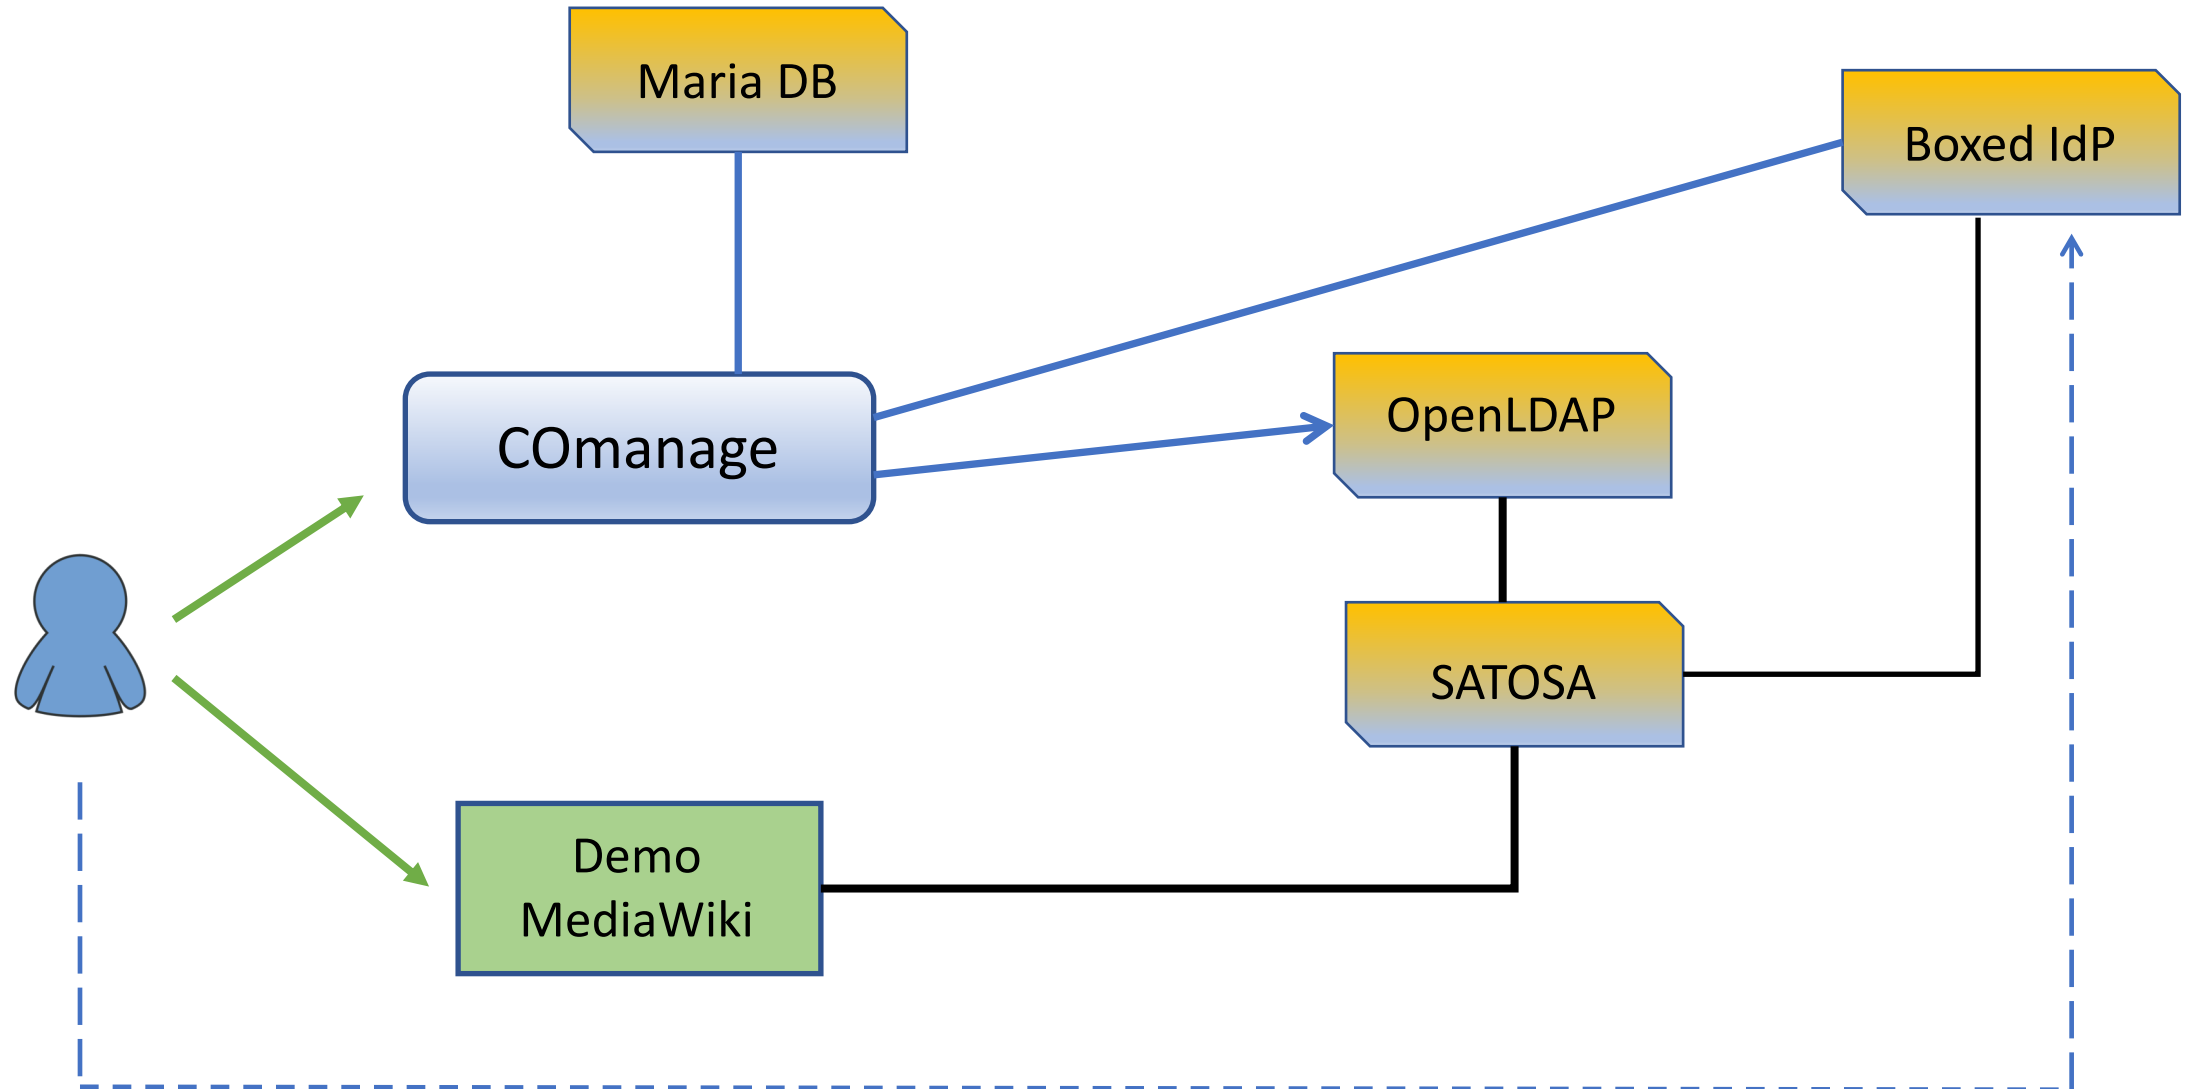 Maria DB
Boxed IdP
OpenLDAP
COmanage
SATOSA
Demo
MediaWiki